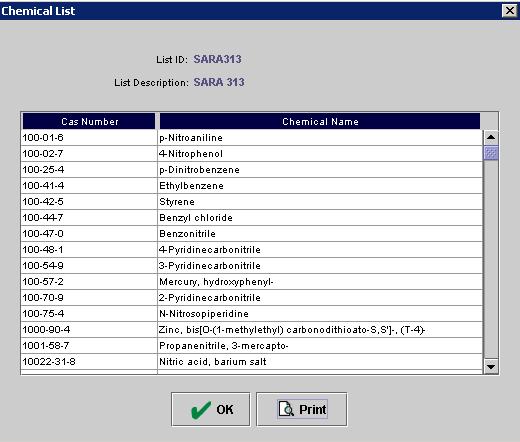 Chemical List
List ID: SARA313
List Description: SARA 313
Cas Number Chemical Name
100-01-6 p-Nitroaniline
100-02-7 4-Nitrophenol
100-25-4 p-Dinitrobenzene
100-41-4 Ethylbenzene
100-42-5 Styrene
100-44-7 Benzyl chloride
100-47-0 Benzonitrile
100-48-1 4-Pyridinecarbonitrile
100-54-9 3-Pyridinecarbonitrile
100-57-2 Mercury, hydroxyphenyl-
100-70-9 2-Pyridinecarbonitrile
100-75-4 N-Nitrosopiperidine
1000-90-4 Zinc, bis[O-(1-methylethyl) carbonodithioato-S,S']-, (T-4)-
1001-58-7 Propanenitrile, 3-mercapto-
10022-31-8 Nitric acid, barium salt
OK Print